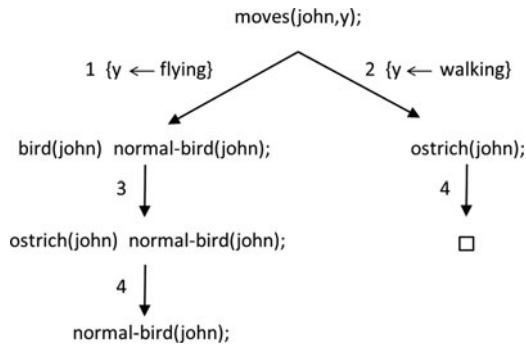 moves(john,y);
1 {y ← flying}
2 {y ← walking}
bird(john) normal-bird(john);
ostrich(john);
3
4
ostrich(john) normal-bird(john);
4
normal-bird(john);